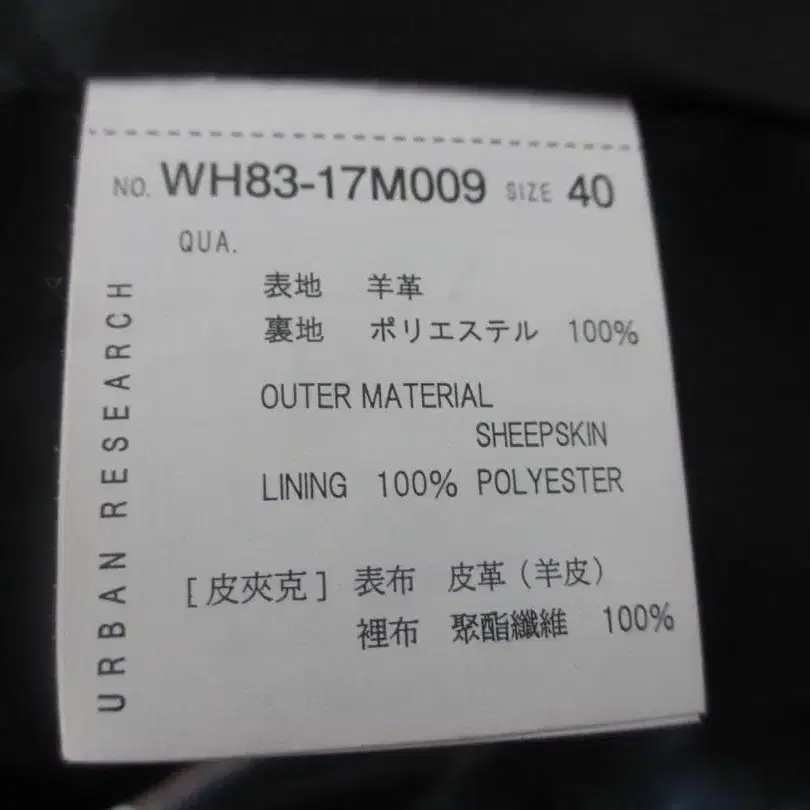 NO. WH83-17M009 SIZE 40
QUA.
表地 羊革
裏地 ポリエステル 100%
OUTER MATERIAL
SHEEPSKIN
LINING 100% POLYESTER
[皮夾克] 表布 皮革(羊皮)
裡布 聚酯纖維 100%
URBAN RESEARCH